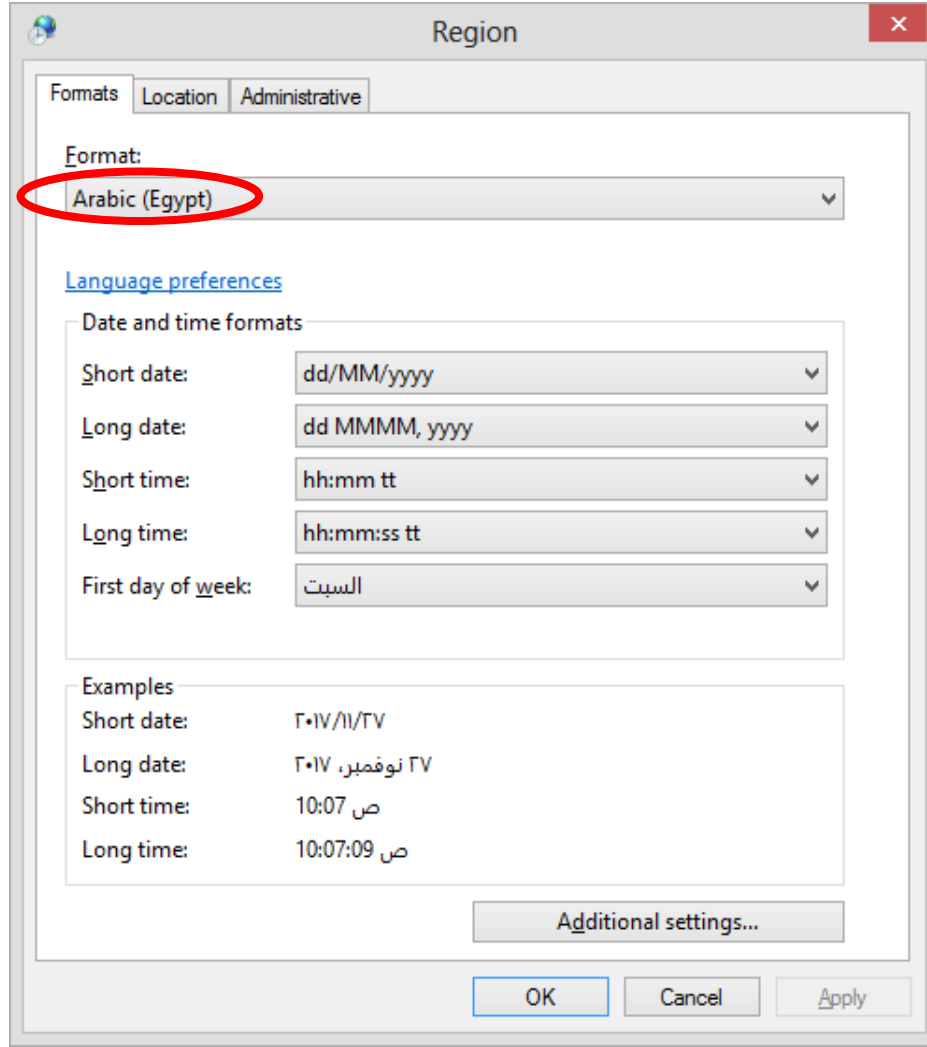 Region
Formats Location Administrative
Format:
Arabic (Egypt)
Language preferences
Date and time formats
Short date: dd/MM/yyyy
Long date: dd MMMM, yyyy
Short time: hh:mm tt
Long time: hh:mm:ss tt
First day of week: السبت
Examples
Short date: ٢٠١٧/١١/٢٧
Long date: ٢٧ نوفمبر، ٢٠١٧
Short time: 10:07 ص
Long time: 10:07:09 ص
Additional settings...
OK Cancel Apply